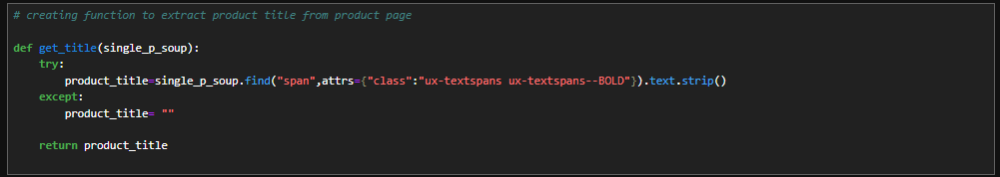 # creating function to extract product title from product page
def get_title(single_p_soup):
try:
product_title=single_p_soup.find("span",attrs={"class":"ux-textspans ux-textspans--BOLD"}).text.strip()
except:
product_title= ""
return product_title